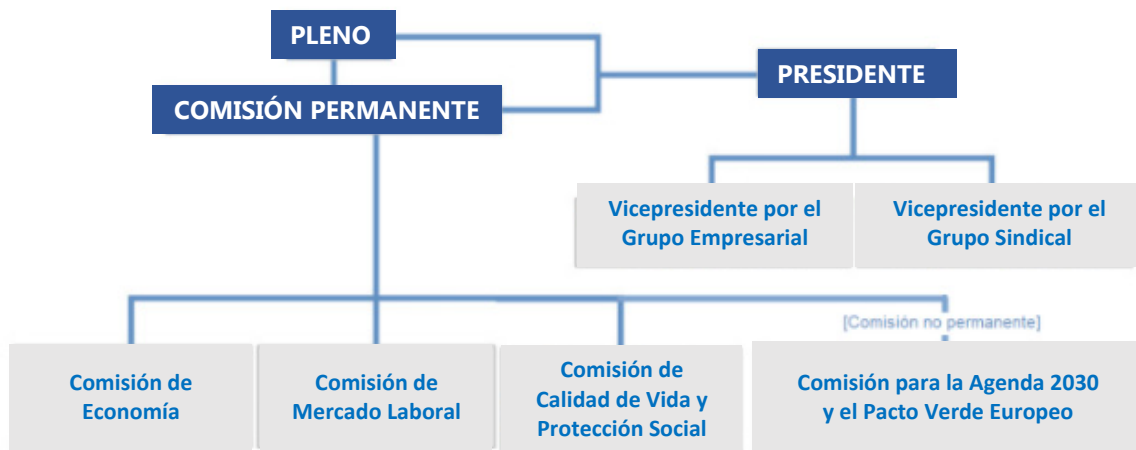 PLENO
PRESIDENTE
COMISIÓN PERMANENTE
Vicepresidente por el
Grupo Empresarial
Vicepresidente por el
Grupo Sindical
[Comisión no permanente]
Comisión de
Economía
Comisión de
Mercado Laboral
Comisión de
Calidad de Vida y
Protección Social
Comisión para la Agenda 2030
y el Pacto Verde Europeo